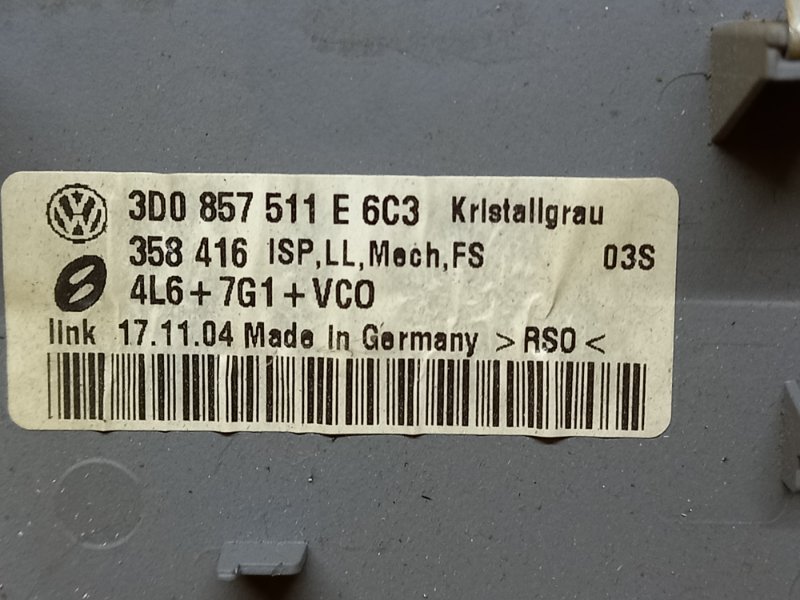 3D0 857 511 E 6C3 Kristallgrau
358 416 ISP,LL,Mech,FS 03S
4L6+7G1+VCO
link 17.11.04 Made in Germany >RSO<